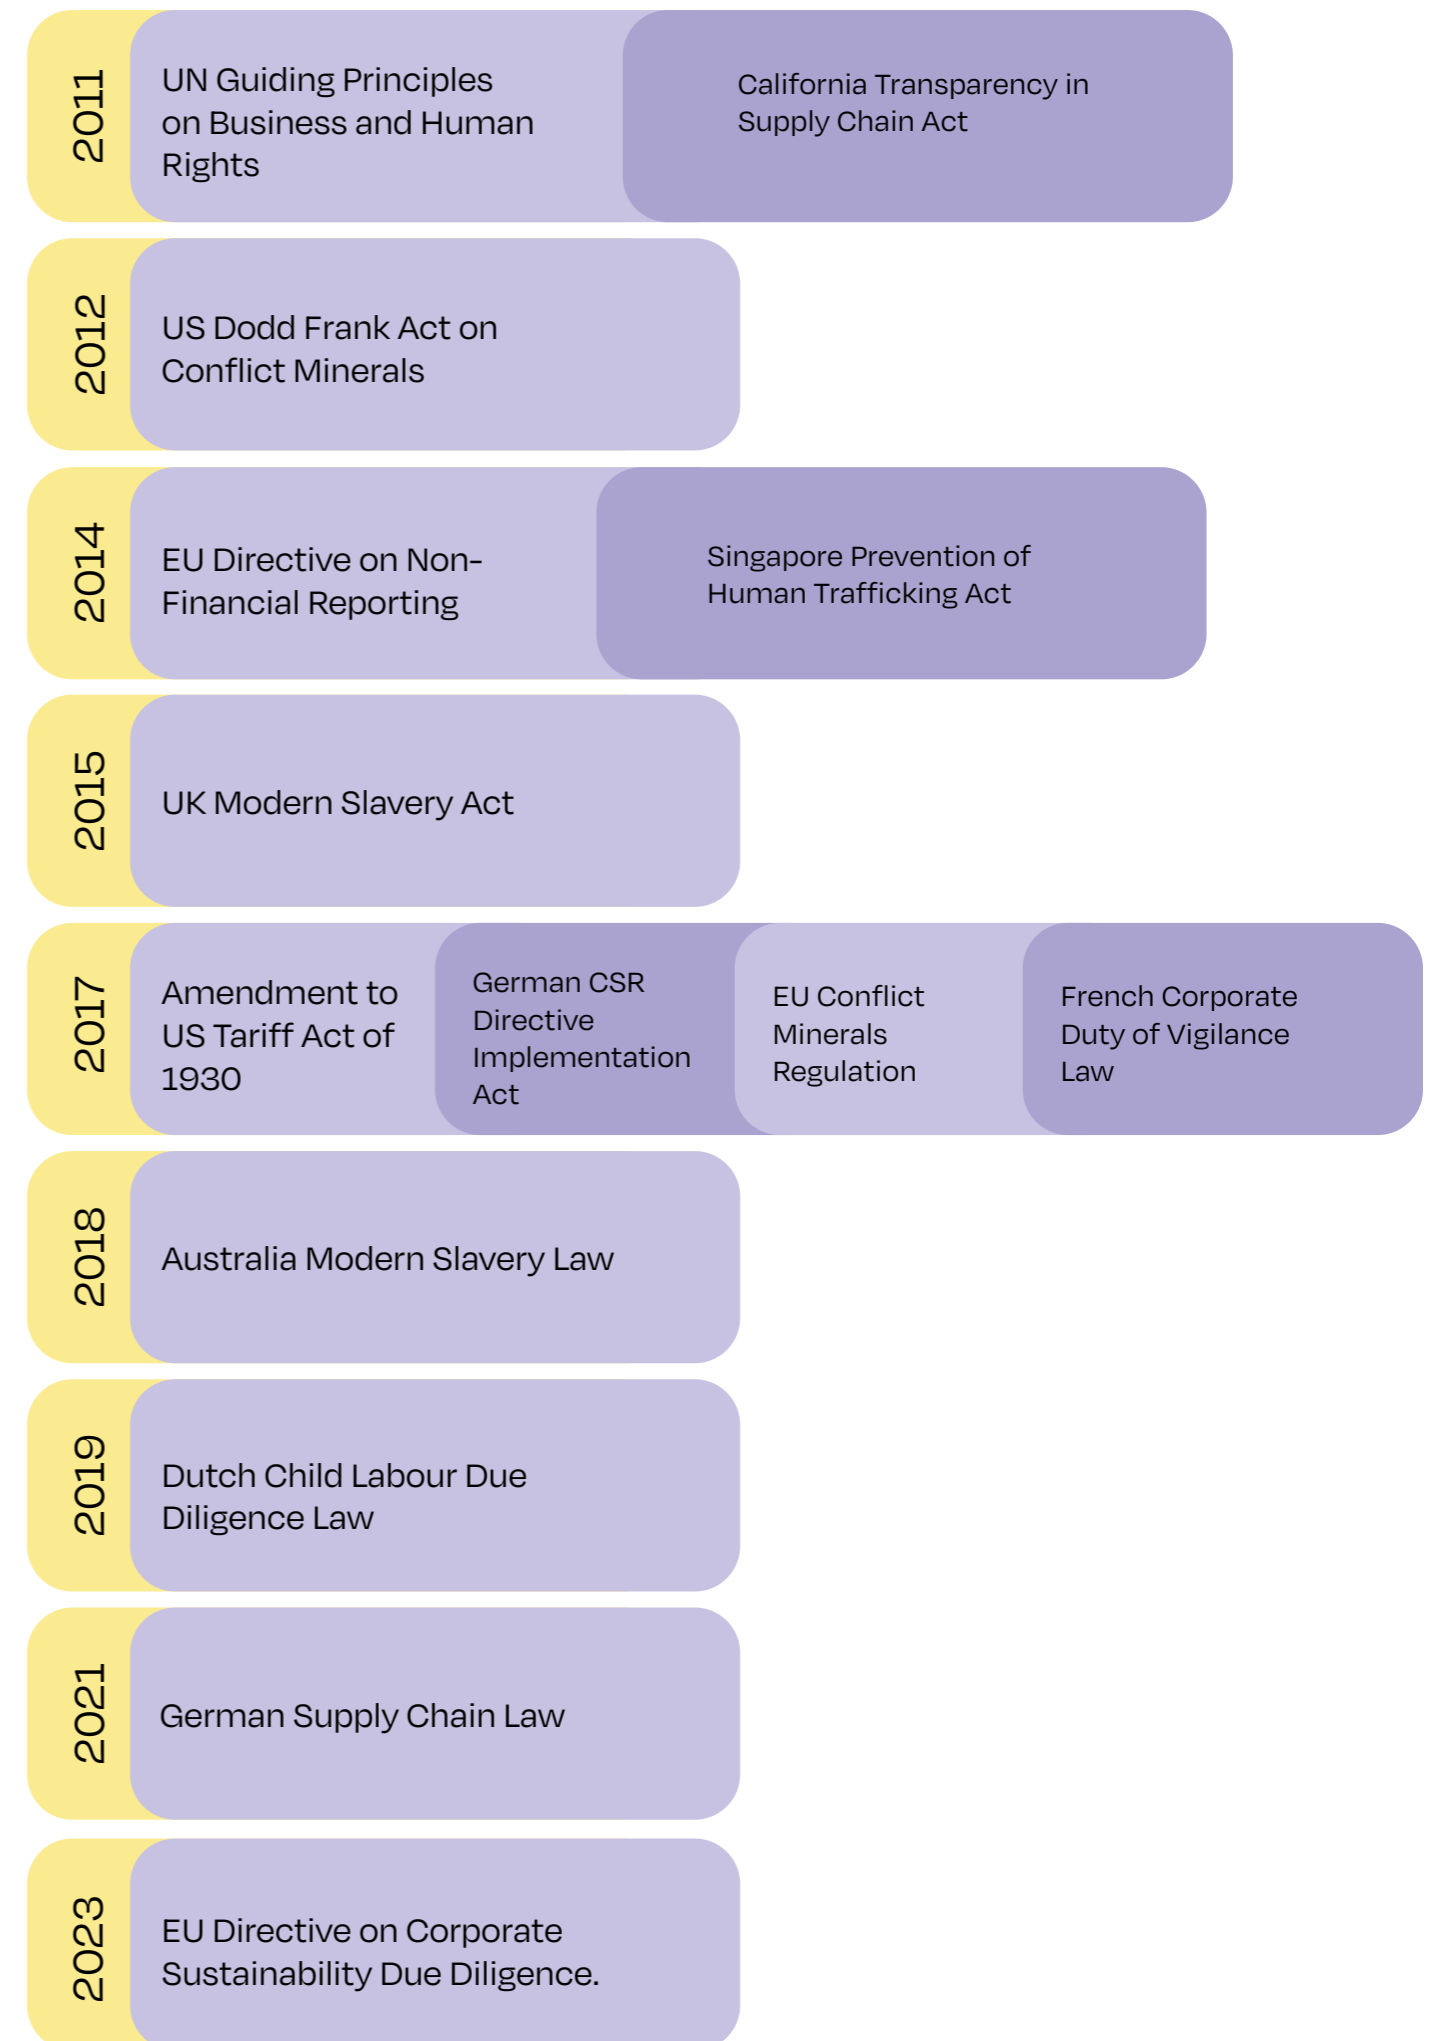 2011
UN Guiding Principles
on Business and Human
Rights
California Transparency in
Supply Chain Act
2012
US Dodd Frank Act on
Conflict Minerals
2014
EU Directive on Non-
Financial Reporting
Singapore Prevention of
Human Trafficking Act
2015
UK Modern Slavery Act
2017
Amendment to
US Tariff Act of
1930
German CSR
Directive
Implementation
Act
EU Conflict
Minerals
Regulation
French Corporate
Duty of Vigilance
Law
2018
Australia Modern Slavery Law
2019
Dutch Child Labour Due
Diligence Law
2021
German Supply Chain Law
2023
EU Directive on Corporate
Sustainability Due Diligence.